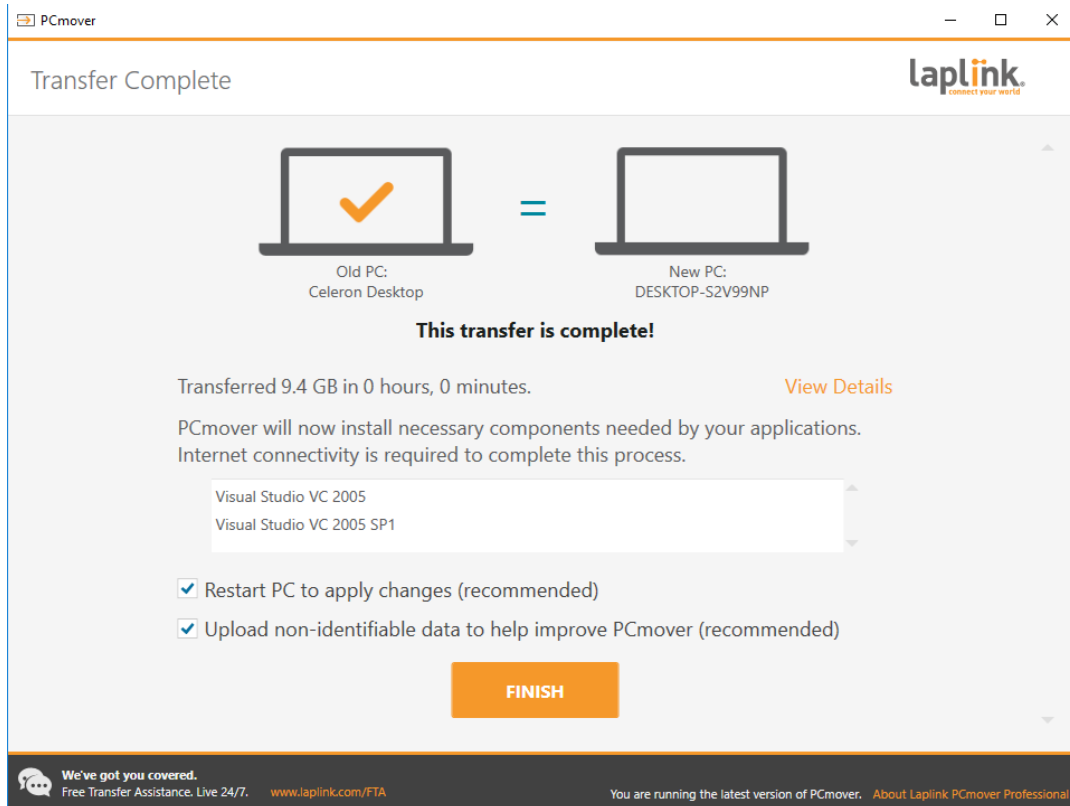 PCmover
Transfer Complete
laplink.
connect your world
=
Old PC:
Celeron Desktop
New PC:
DESKTOP-S2V99NP
This transfer is complete!
Transferred 9.4 GB in 0 hours, 0 minutes.
View Details
PCmover will now install necessary components needed by your applications.
Internet connectivity is required to complete this process.
Visual Studio VC 2005
Visual Studio VC 2005 SP1
Restart PC to apply changes (recommended)
Upload non-identifiable data to help improve PCmover (recommended)
FINISH
We've got you covered.
Free Transfer Assistance. Live 24/7. www.laplink.com/FTA
You are running the latest version of PCmover. About Laplink PCmover Professional